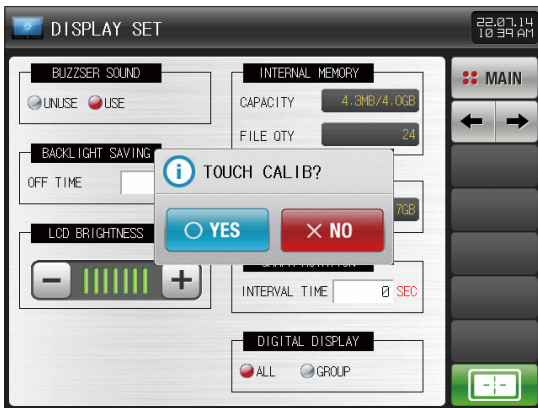 DISPLAY SET
22.07.14
10:39 AM
BUZZSER SOUND
UNUSE USE
BACKLIGHT SAVING
OFF TIME
LCD BRIGHTNESS
INTERNAL MEMORY
CAPACITY 4.3MB/4.0GB
FILE QTY 24
TOUCH CALIB?
YES NO
7GB
INTERVAL TIME 0 SEC
DIGITAL DISPLAY
ALL GROUP
MAIN